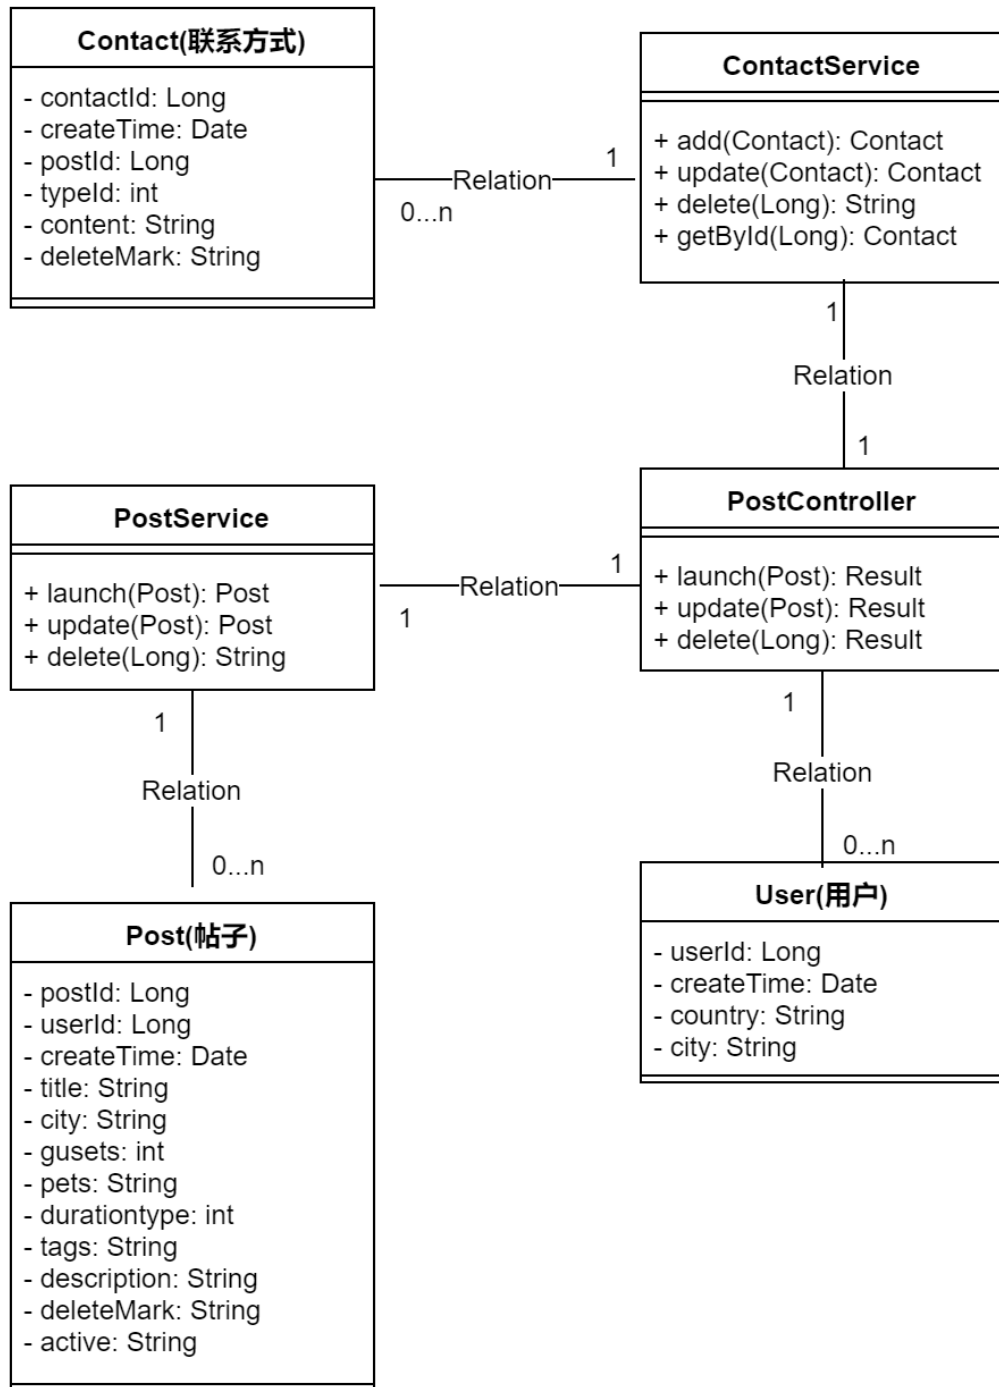 Contact(联系方式)
- contactId: Long
- createTime: Date
- postId: Long
- typeId: int
- content: String
- deleteMark: String
Relation
1
0...n
ContactService
+ add(Contact): Contact
+ update(Contact): Contact
+ delete(Long): String
+ getById(Long): Contact
1
Relation
1
PostService
+ launch(Post): Post
+ update(Post): Post
+ delete(Long): String
Relation
1
1
PostController
+ launch(Post): Result
+ update(Post): Result
+ delete(Long): Result
1
Relation
0...n
1
Relation
0...n
Post(帖子)
- postId: Long
- userId: Long
- createTime: Date
- title: String
- city: String
- gusets: int
- pets: String
- durationtype: int
- tags: String
- description: String
- deleteMark: String
- active: String
User(用户)
- userId: Long
- createTime: Date
- country: String
- city: String